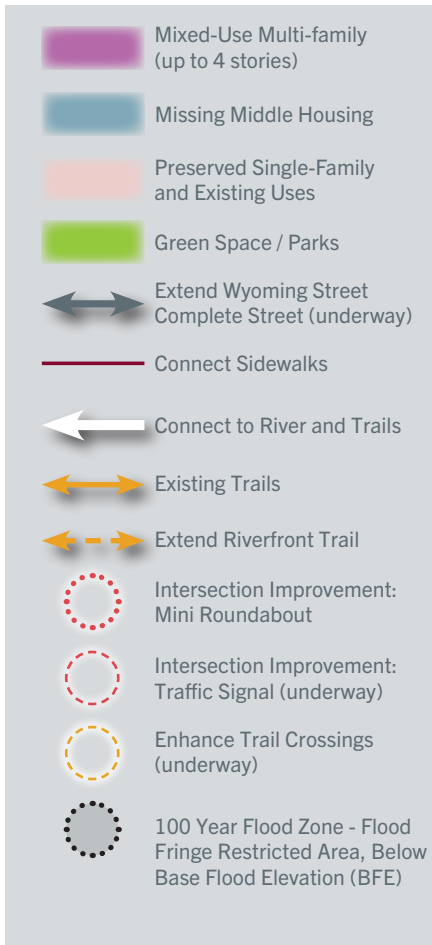 Mixed-Use Multi-family
(up to 4 stories)
Missing Middle Housing
Preserved Single-Family
and Existing Uses
Green Space / Parks
Extend Wyoming Street
Complete Street (underway)
Connect Sidewalks
Connect to River and Trails
Existing Trails
Extend Riverfront Trail
Intersection Improvement:
Mini Roundabout
Intersection Improvement:
Traffic Signal (underway)
Enhance Trail Crossings
(underway)
100 Year Flood Zone - Flood
Fringe Restricted Area, Below
Base Flood Elevation (BFE)